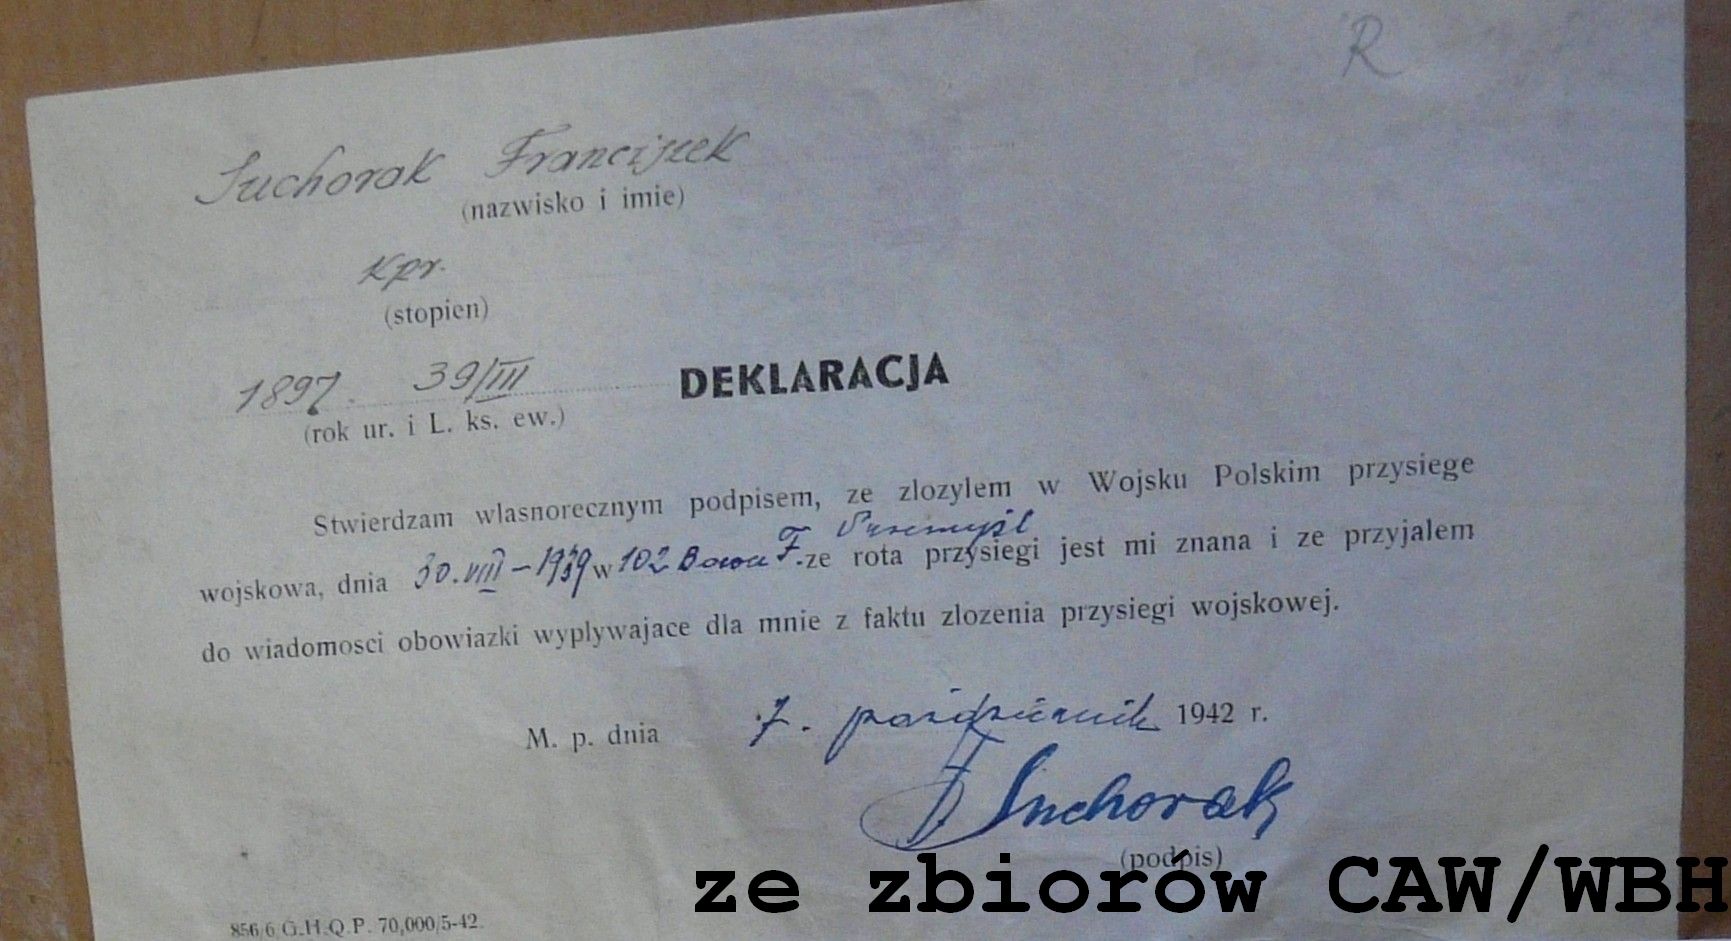 R
Suchorak Franciszek
(nazwisko i imie)
kpr.
(stopien)
1897. 39/III
(rok ur. i L. ks. ew.)
DEKLARACJA
Stwierdzam wlasnorecznym podpisem, ze zlozylem w Wojsku Polskim przysiege
Przemyśl
wojskowa, dnia 30.VIII-1939 w 102 F. ze rota przysiegi jest mi znana i ze przyjalem
do wiadomosci obowiazki wyplywajace dla mnie z faktu zlozenia przysiegi wojskowej.
M. p. dnia 7. październik 1942 r.
F Suchorak
(podpis)
ze zbiorów CAW/WBH
856/6 G.H.Q.P. 70,000/5-42.